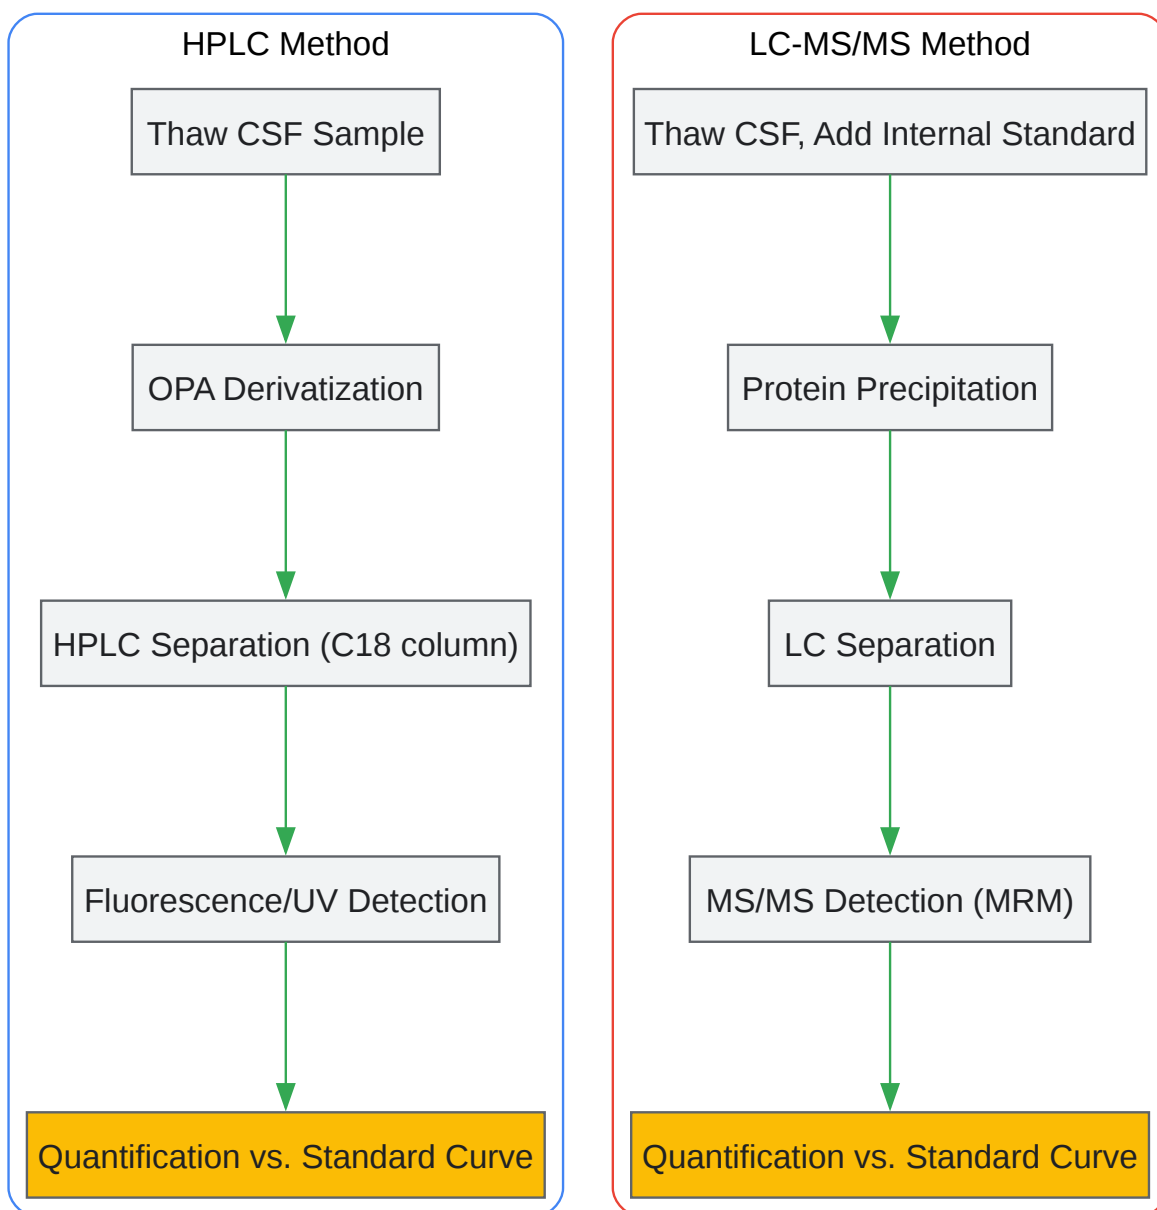 HPLC Method
Thaw CSF Sample
OPA Derivatization
HPLC Separation (C18 column)
Fluorescence/UV Detection
Quantification vs. Standard Curve
LC-MS/MS Method
Thaw CSF, Add Internal Standard
Protein Precipitation
LC Separation
MS/MS Detection (MRM)
Quantification vs. Standard Curve